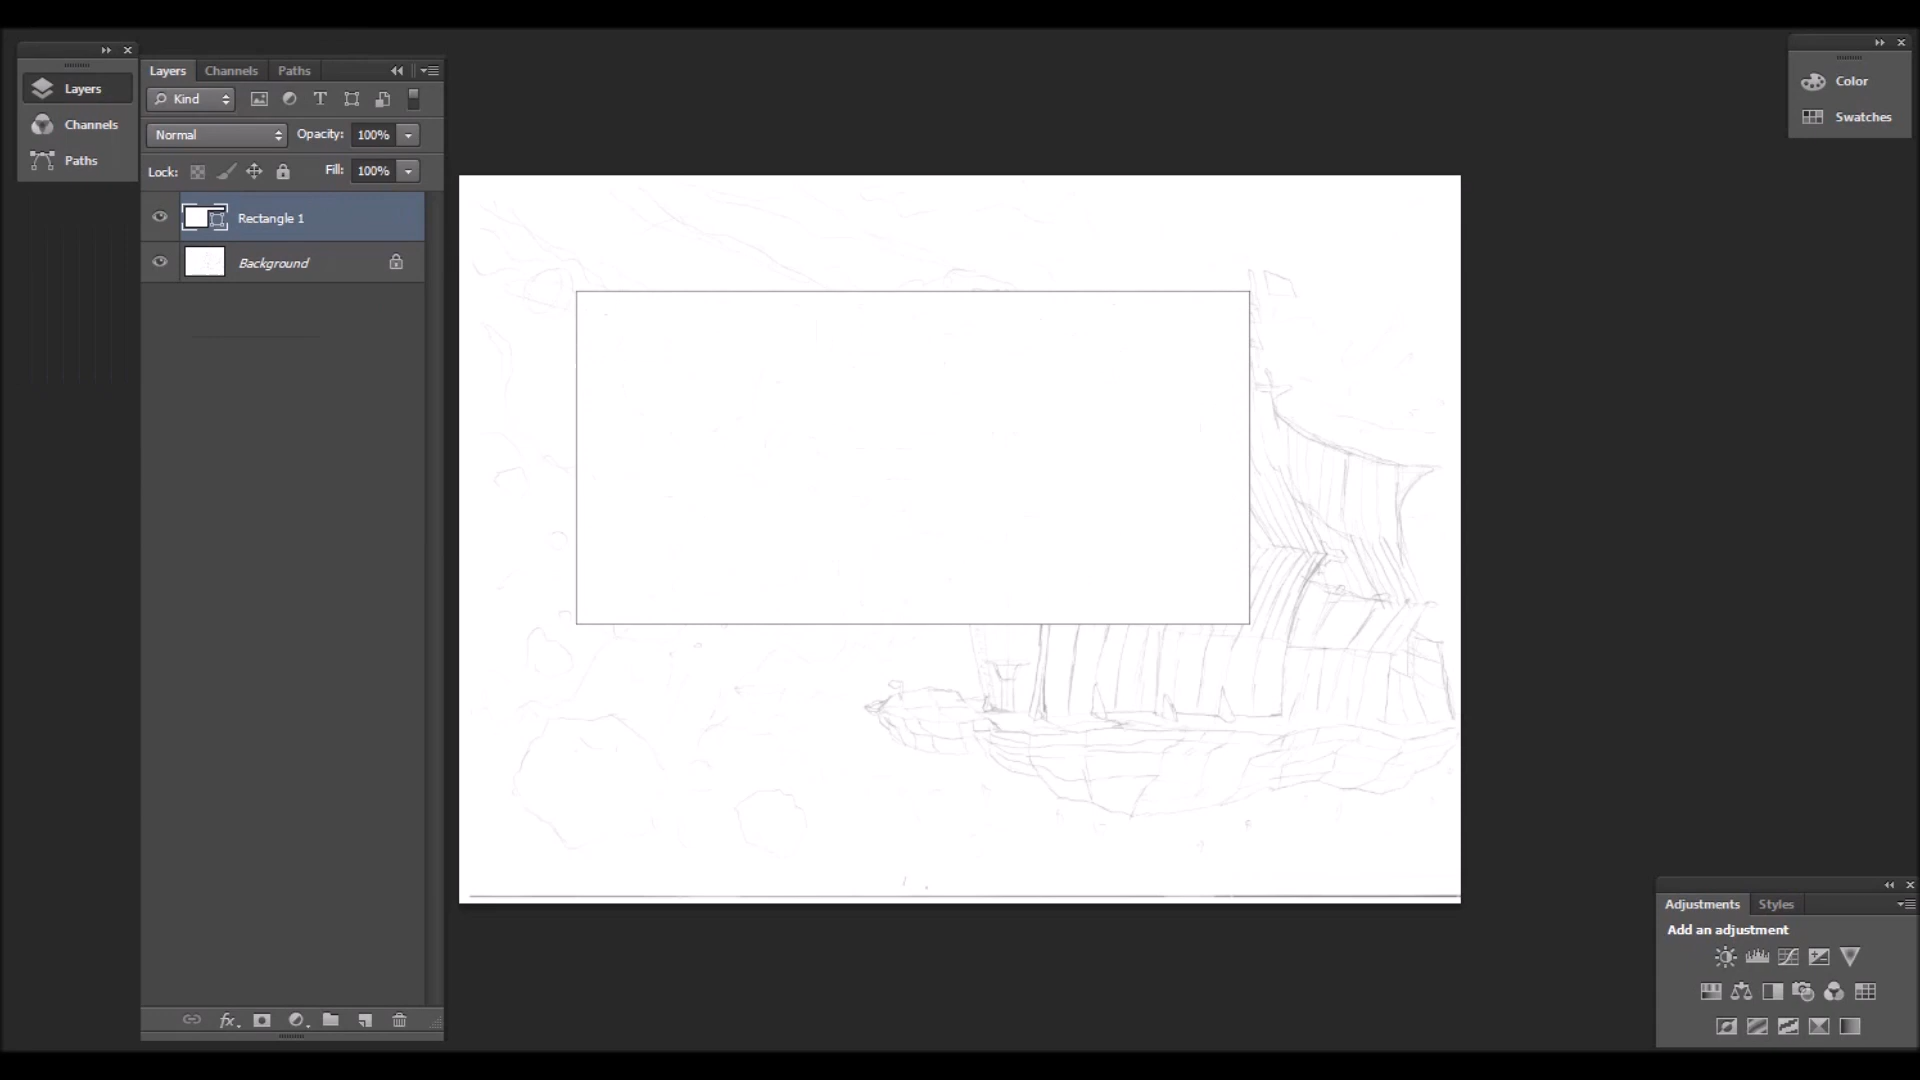 Layers
Channels
Paths
Layers Channels Paths
Kind
Normal
Opacity: 100%
Lock:
Fill: 100%
Rectangle 1
Background
fx
Color
Swatches
Adjustments Styles
Add an adjustment